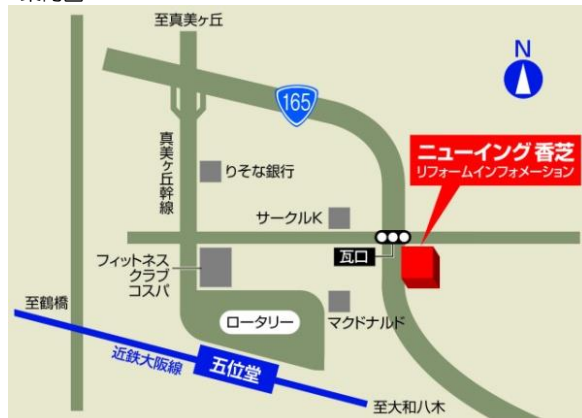 至真美ヶ丘
N
165
ニューイング香芝
リフォームインフォメーション
真美ヶ丘幹線
りそな銀行
サークルK
瓦口
フィットネス
クラブ
コスパ
至鶴橋
ロータリー
マクドナルド
近鉄大阪線
五位堂
至大和八木